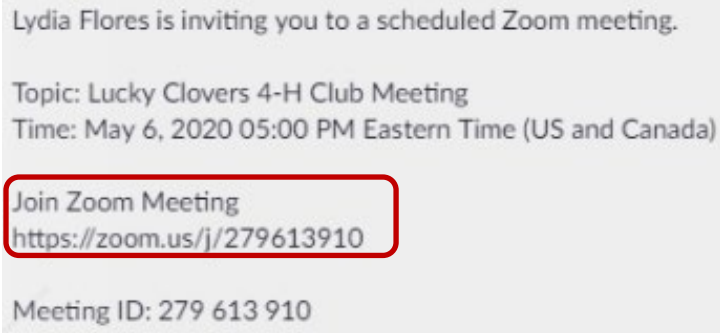 Lydia Flores is inviting you to a scheduled Zoom meeting.
Topic: Lucky Clovers 4-H Club Meeting
Time: May 6, 2020 05:00 PM Eastern Time (US and Canada)
Join Zoom Meeting
https://zoom.us/j/279613910
Meeting ID: 279 613 910